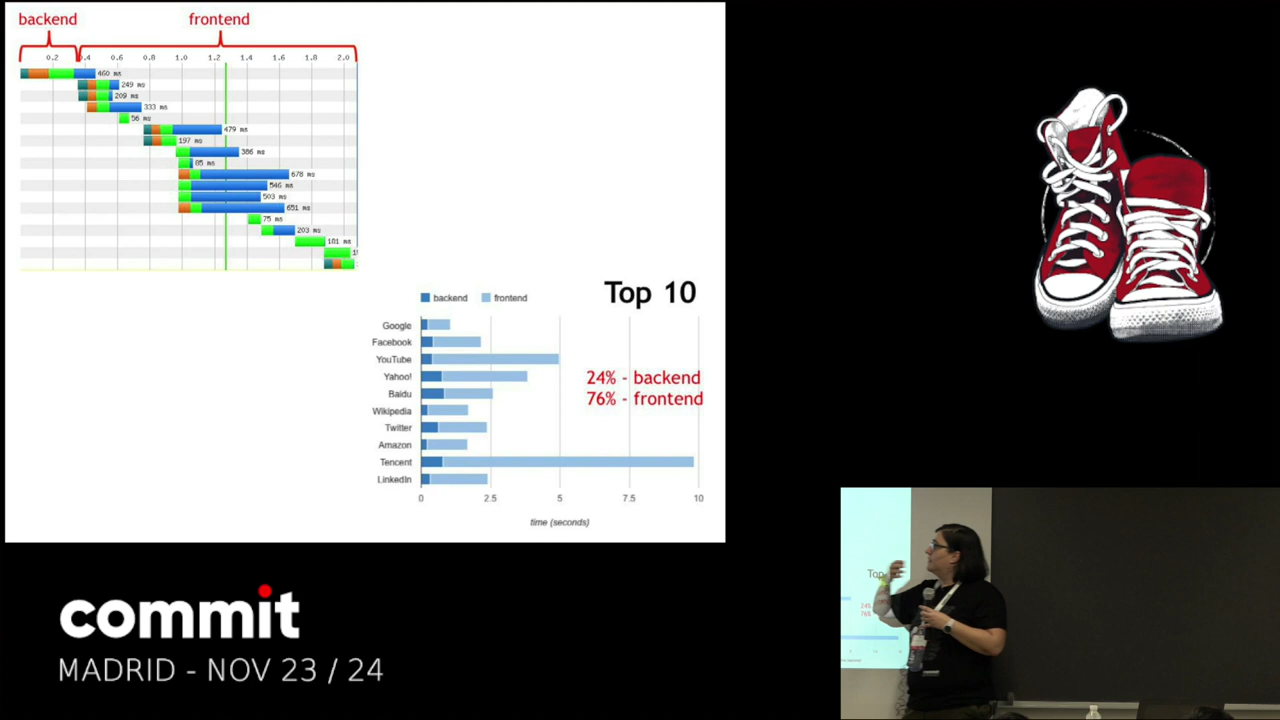 backend
frontend
0.2 0.4 0.6 0.8 1.0 1.2 1.4 1.6 1.8 2.0
460 ms
249 ms
209 ms
333 ms
56 ms
479 ms
197 ms
386 ms
85 ms
678 ms
546 ms
503 ms
651 ms
75 ms
203 ms
181 ms
Top 10
backend frontend
Google
Facebook
YouTube
Yahoo!
Baidu
Wikipedia
Twitter
Amazon
Tencent
LinkedIn
24% - backend
76% - frontend
0 2.5 5 7.5 10
time (seconds)
commit
MADRID - NOV 23 / 24
Top
24%
76%